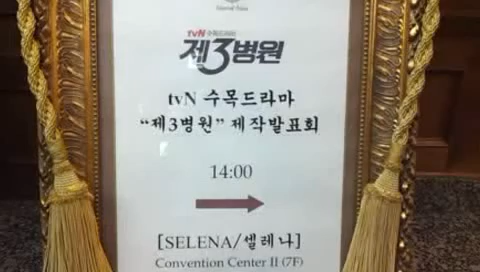 tvN 수목드라마
제3병원
tvN 수목드라마
“제3병원” 제작발표회
14:00
[SELENA/셀레나]
Convention Center II (7F)